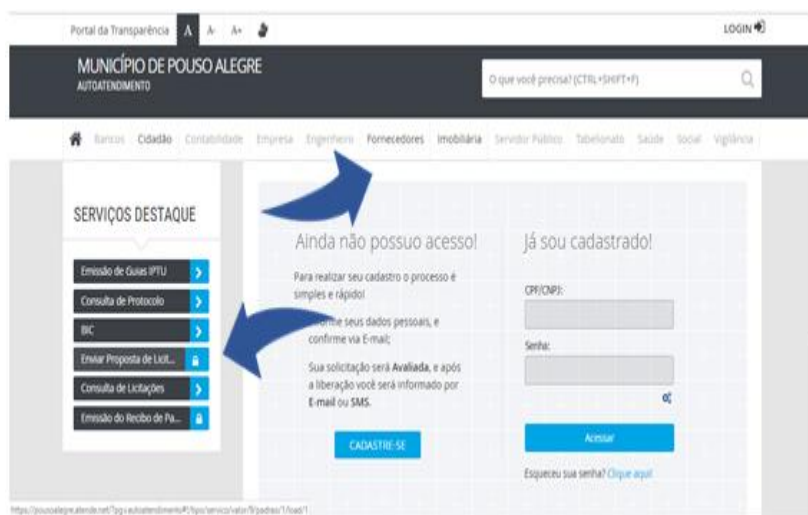 Portal da Transparência A A- A+ LOGIN
MUNICÍPIO DE POUSO ALEGRE
AUTOATENDIMENTO
O que você precisa? (CTRL+SHIFT+F)
Bancos Cidadão Contabilidade Empresa Engenheiro Fornecedores Imobiliária Servidor Público Tabelionato Saúde Social Vigilância
SERVIÇOS DESTAQUE
Emissão de Guias IPTU
Consulta de Protocolo
BIC
Enviar Proposta de Licit...
Consulta de Licitações
Emissão do Recibo de Pa...
Ainda não possuo acesso!
Para realizar seu cadastro o processo é
simples e rápido!
seus dados pessoais, e
confirme via E-mail;
Sua solicitação será Avaliada, e após
a liberação você será informado por
E-mail ou SMS.
CADASTRE-SE
Já sou cadastrado!
CPF/CNPJ:
Senha:
Acessar
Esqueceu sua senha? Clique aqui!